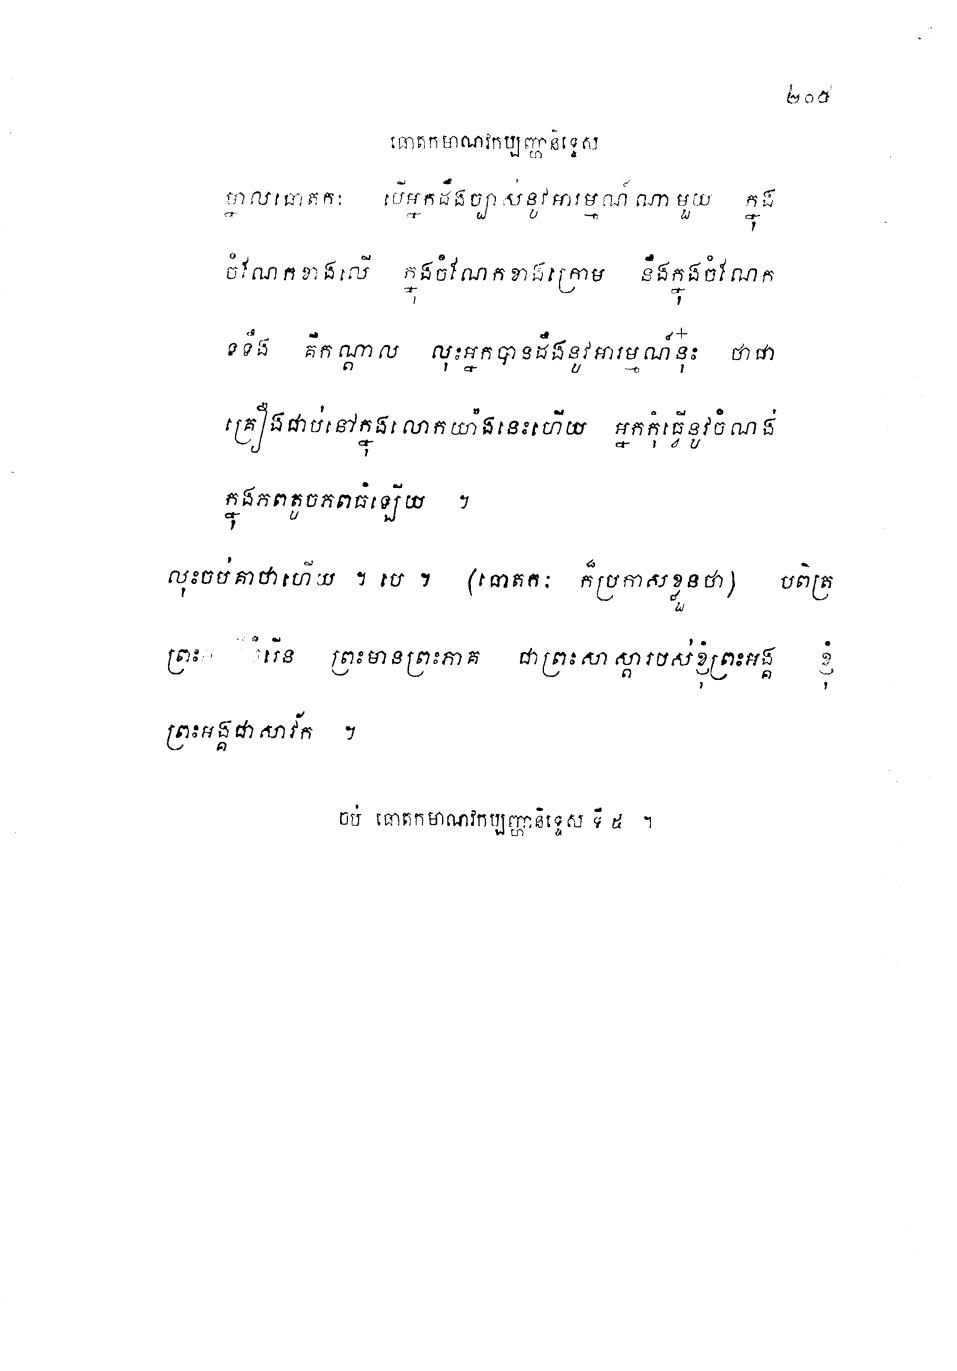 ២១៥
ធោតកមាណវកប្បញ្ហានិទ្ទេស
ម្នាលធោតកៈ បើអ្នកដឹងច្បាស់នូវអារម្មណ៍ណាមួយ ក្នុង
ចំណែកខាងលើ ក្នុងចំណែកខាងក្រោម នឹងក្នុងចំណែក
ទទឹង គឺកណ្តាល លុះអ្នកបានដឹងនូវអារម្មណ៍នុ៎ះ ថាជា
គ្រឿងជាប់នៅក្នុងលោកយ៉ាងនេះហើយ អ្នកកុំធ្វើនូវចំណង់
ក្នុងភពតូចភពធំឡើយ ។
លុះចប់គាថាហើយ ។ បេ ។ (ធោតកៈ ក៏ប្រកាសខ្លួនថា) បពិត្រ
ព្រះ ព្រះមានព្រះភាគ ជាព្រះសាស្តារបស់ខ្ញុំព្រះអង្គ ខ្ញុំ
ព្រះអង្គជាសាវ័ក ។
ចប់ ធោតកមាណវកប្បញ្ហានិទ្ទេស ទី ៥ ។